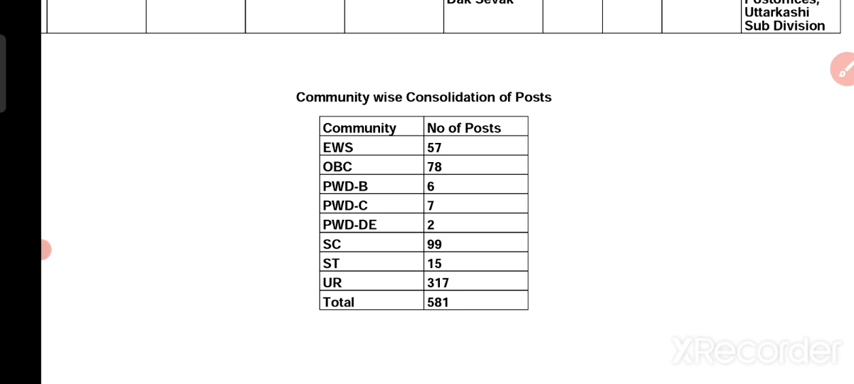 Dak Sevak
Postoffices,
Uttarkashi
Sub Division
Community wise Consolidation of Posts
Community No of Posts
EWS 57
OBC 78
PWD-B 6
PWD-C 7
PWD-DE 2
SC 99
ST 15
UR 317
Total 581
XRecorder